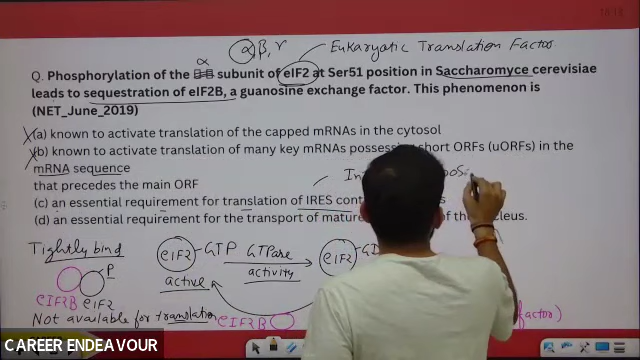 α, β, γ Eukaryatic Translation Factor
α
Q. Phosphorylation of the subunit of eIF2 at Ser51 position in Saccharomyce cerevisiae
leads to sequestration of eIF2B, a guanosine exchange factor. This phenomenon is
(NET_June_2019)
(a) known to activate translation of the capped mRNAs in the cytosol
(b) known to activate translation of many key mRNAs possessing short ORFs (uORFs) in the
mRNA sequence
that precedes the main ORF
(c) an essential requirement for translation of IRES
(d) an essential requirement for the transport of mature of the nucleus.
Tightly bind
eIF2 GTP GTPase eIF2
active activity
P
eIF2B eIF2
Not available for translation eIF2B factor)
CAREER ENDEAVOUR